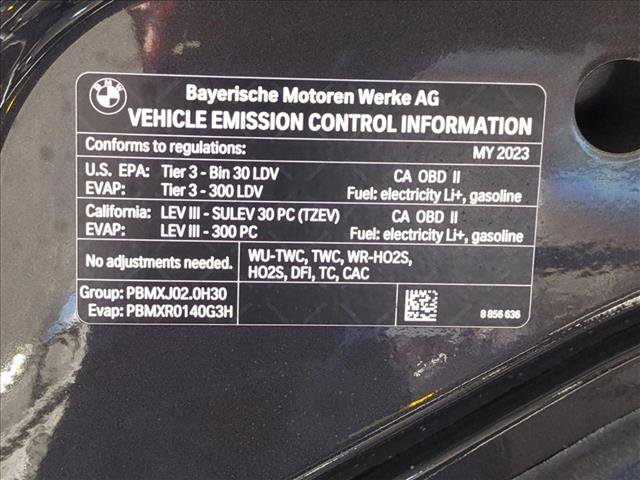 BMW
Bayerische Motoren Werke AG
VEHICLE EMISSION CONTROL INFORMATION
Conforms to regulations: MY 2023
U.S. EPA: Tier 3 - Bin 30 LDV CA OBD II
EVAP: Tier 3 - 300 LDV Fuel: electricity Li+, gasoline
California: LEV III - SULEV 30 PC (TZEV) CA OBD II
EVAP: LEV III - 300 PC Fuel: electricity Li+, gasoline
No adjustments needed.
WU-TWC, TWC, WR-HO2S,
HO2S, DFI, TC, CAC
Group: PBMXJ02.0H30
Evap: PBMXR0140G3H
8 856 636